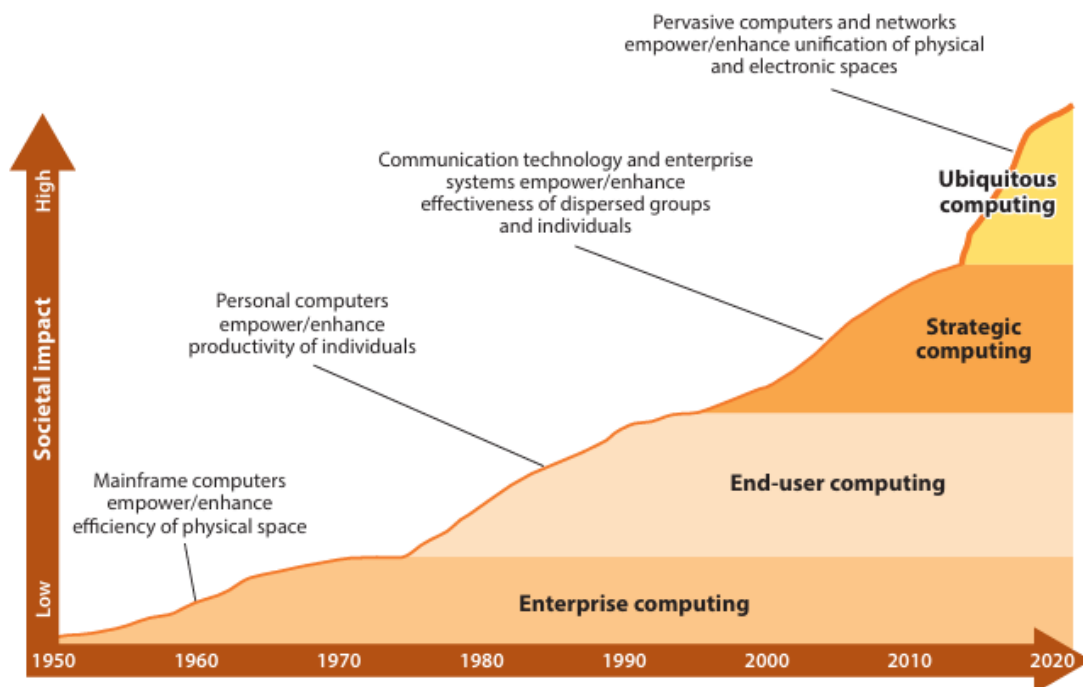 Pervasive computers and networks
empower/enhance unification of physical
and electronic spaces
Communication technology and enterprise
systems empower/enhance
effectiveness of dispersed groups
and individuals
Ubiquitous
computing
High
Personal computers
empower/enhance
productivity of individuals
Strategic
computing
Societal impact
Mainframe computers
empower/enhance
efficiency of physical space
End-user computing
Low
Enterprise computing
1950 1960 1970 1980 1990 2000 2010 2020